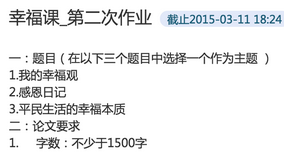 幸福课_第二次作业 截止2015-03-11 18:24
一：题目（在以下三个题目中选择一个作为主题 ）
1.我的幸福观
2.感恩日记
3.平民生活的幸福本质
二：论文要求
1. 字数：不少于1500字